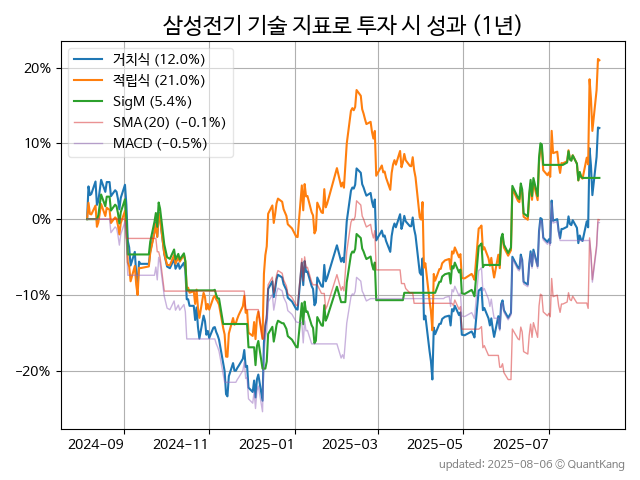 삼성전기 기술 지표로 투자 시 성과 (1년)
거치식 (12.0%)
적립식 (21.0%)
SigM (5.4%)
SMA(20) (−0.1%)
MACD (−0.5%)
20%
10%
0%
−10%
−20%
2024-09 2024-11 2025-01 2025-03 2025-05 2025-07
updated: 2025-08-06 © QuantKang